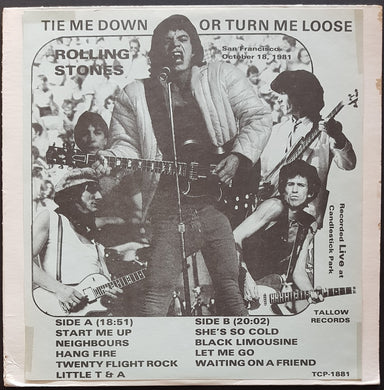 TIE ME DOWN OR TURN ME LOOSE
ROLLING
STONES
San Francisco
October 18, 1981
Recorded Live at
Candlestick Park
TALLOW
RECORDS
SIDE A (18:51)
START ME UP
NEIGHBOURS
HANG FIRE
TWENTY FLIGHT ROCK
LITTLE T & A
SIDE B (20:02)
SHE'S SO COLD
BLACK LIMOUSINE
LET ME GO
WAITING ON A FRIEND
TCP-1881